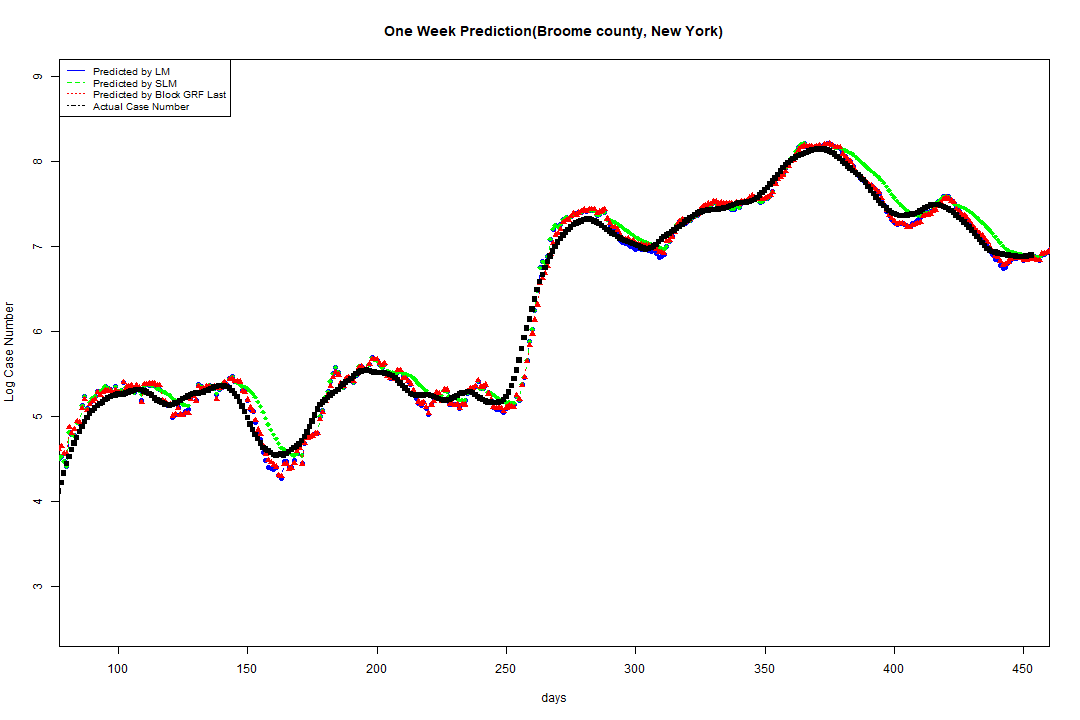 One Week Prediction(Broome county, New York)
Predicted by LM
Predicted by SLM
Predicted by Block GRF Last
Actual Case Number
9
8
7
6
5
4
3
Log Case Number
100 150 200 250 300 350 400 450
days